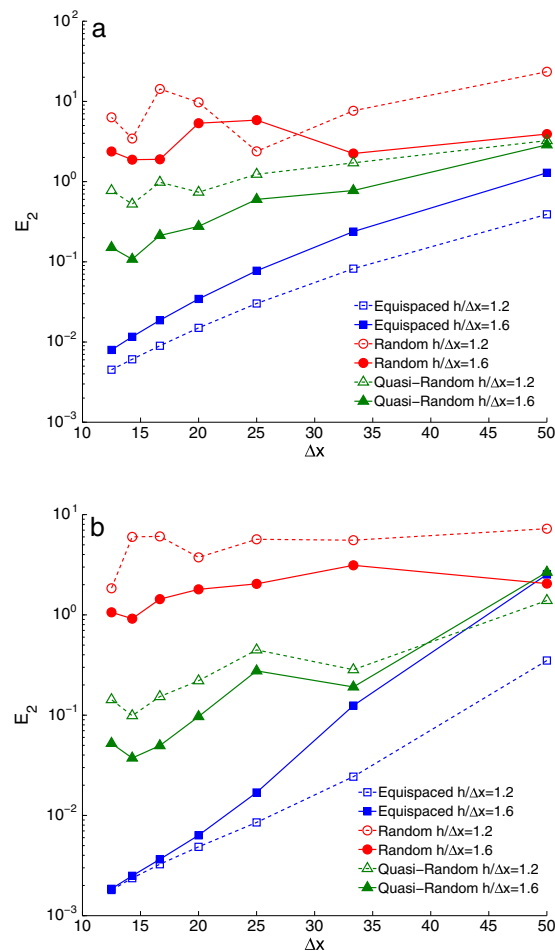 a
10^2
10^1
10^0
10^−1
10^−2
10^−3
E_2
Equispaced h/Δx=1.2
Equispaced h/Δx=1.6
Random h/Δx=1.2
Random h/Δx=1.6
Quasi−Random h/Δx=1.2
Quasi−Random h/Δx=1.6
10 15 20 25 30 35 40 45 50
Δx
b
10^1
10^0
10^−1
10^−2
10^−3
E_2
Equispaced h/Δx=1.2
Equispaced h/Δx=1.6
Random h/Δx=1.2
Random h/Δx=1.6
Quasi−Random h/Δx=1.2
Quasi−Random h/Δx=1.6
10 15 20 25 30 35 40 45 50
Δx